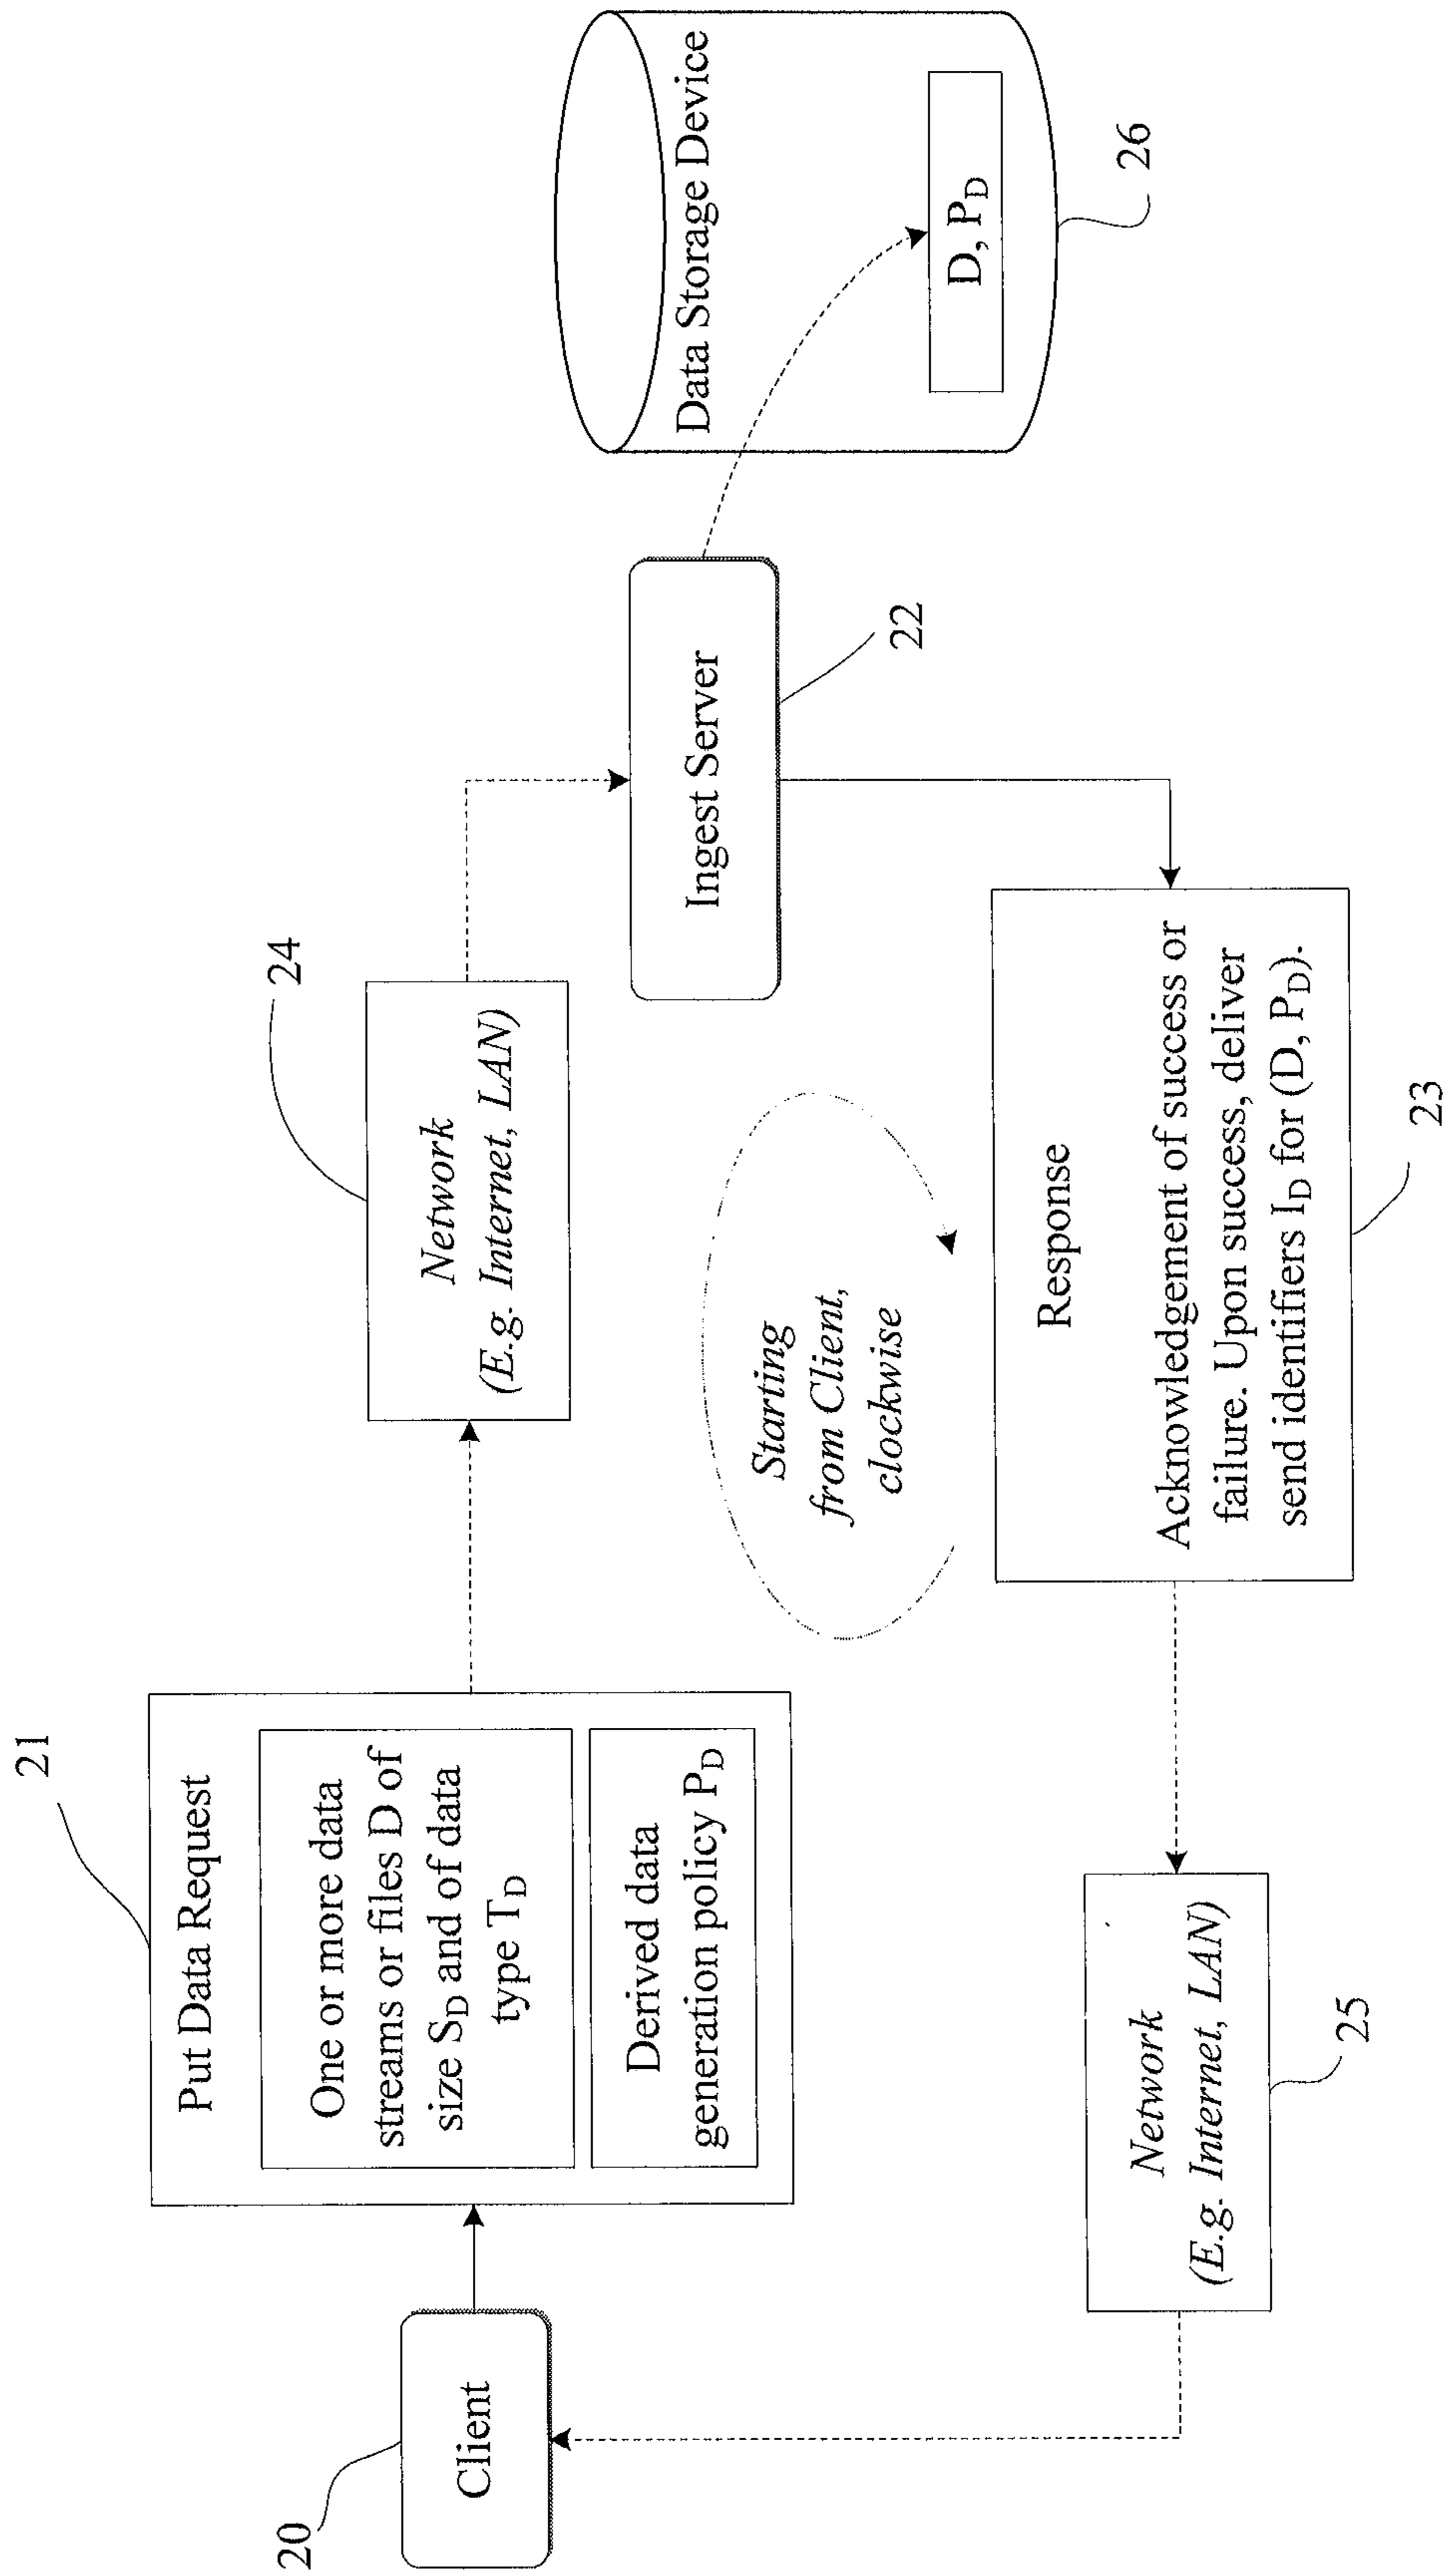 21
Put Data Request
One or more data
streams or files D of
size S_D and of data
type T_D
Derived data
generation policy P_D
20
Client
24
Network
(E.g. Internet, LAN)
Ingest Server
22
Data Storage Device
D, P_D
26
Starting
from Client,
clockwise
Response
Acknowledgement of success or
failure. Upon success, deliver
send identifiers I_D for (D, P_D).
23
Network
(E.g. Internet, LAN)
25